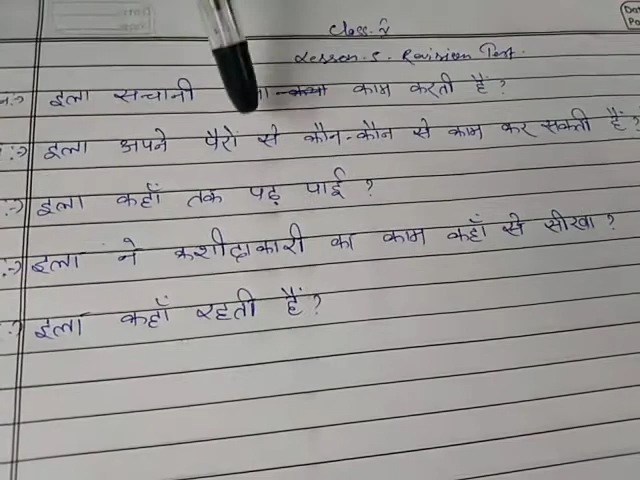 Class-V
Lesson-5. Revision Test.
इला सचानी काम करती हैं?
इला अपने पैरों से कौन-कौन से काम कर सकती हैं?
इला कहाँ तक पढ़ पाई?
इला ने कशीदाकारी का काम कहाँ से सीखा?
इला कहाँ रहती हैं?